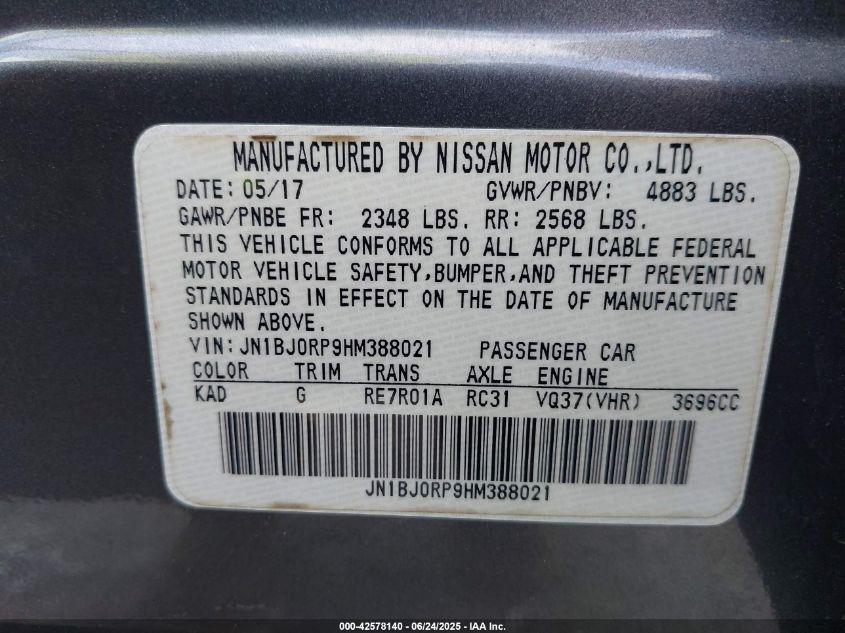 MANUFACTURED BY NISSAN MOTOR CO.,LTD.
DATE: 05/17 GVWR/PNBV: 4883 LBS.
GAWR/PNBE FR: 2348 LBS. RR: 2568 LBS.
THIS VEHICLE CONFORMS TO ALL APPLICABLE FEDERAL
MOTOR VEHICLE SAFETY,BUMPER,AND THEFT PREVENTION
STANDARDS IN EFFECT ON THE DATE OF MANUFACTURE
SHOWN ABOVE.
VIN: JN1BJ0RP9HM388021 PASSENGER CAR
COLOR TRIM TRANS AXLE ENGINE
KAD G RE7R01A RC31 VQ37(VHR) 3696CC
JN1BJ0RP9HM388021
000-42578140 - 06/24/2025 - IAA Inc.